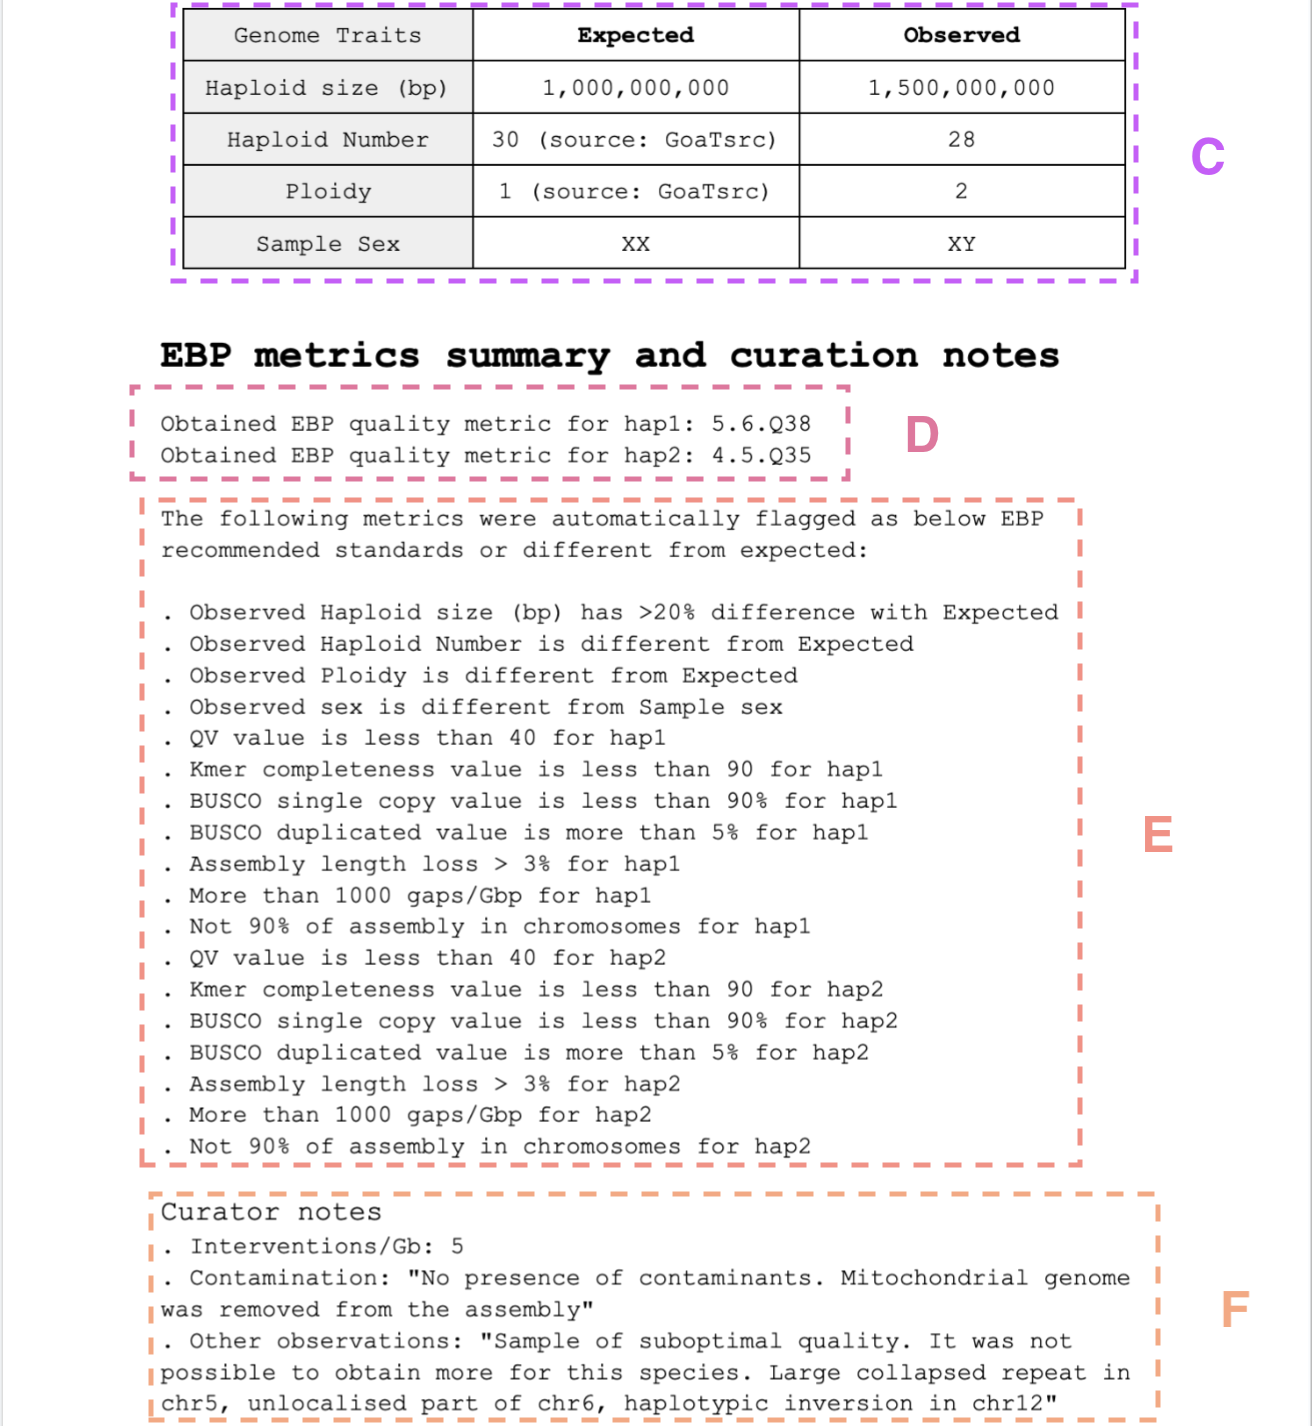 Genome Traits Expected Observed
Haploid size (bp) 1,000,000,000 1,500,000,000
Haploid Number 30 (source: GoaTsrc) 28
Ploidy 1 (source: GoaTsrc) 2
Sample Sex XX XY
C
EBP metrics summary and curation notes
Obtained EBP quality metric for hap1: 5.6.Q38
Obtained EBP quality metric for hap2: 4.5.Q35
D
The following metrics were automatically flagged as below EBP
recommended standards or different from expected:
. Observed Haploid size (bp) has >20% difference with Expected
. Observed Haploid Number is different from Expected
. Observed Ploidy is different from Expected
. Observed sex is different from Sample sex
. QV value is less than 40 for hap1
. Kmer completeness value is less than 90 for hap1
. BUSCO single copy value is less than 90% for hap1
. BUSCO duplicated value is more than 5% for hap1
. Assembly length loss > 3% for hap1
. More than 1000 gaps/Gbp for hap1
. Not 90% of assembly in chromosomes for hap1
. QV value is less than 40 for hap2
. Kmer completeness value is less than 90 for hap2
. BUSCO single copy value is less than 90% for hap2
. BUSCO duplicated value is more than 5% for hap2
. Assembly length loss > 3% for hap2
. More than 1000 gaps/Gbp for hap2
. Not 90% of assembly in chromosomes for hap2
E
Curator notes
. Interventions/Gb: 5
. Contamination: "No presence of contaminants. Mitochondrial genome
was removed from the assembly"
. Other observations: "Sample of suboptimal quality. It was not
possible to obtain more for this species. Large collapsed repeat in
chr5, unlocalised part of chr6, haplotypic inversion in chr12"
F